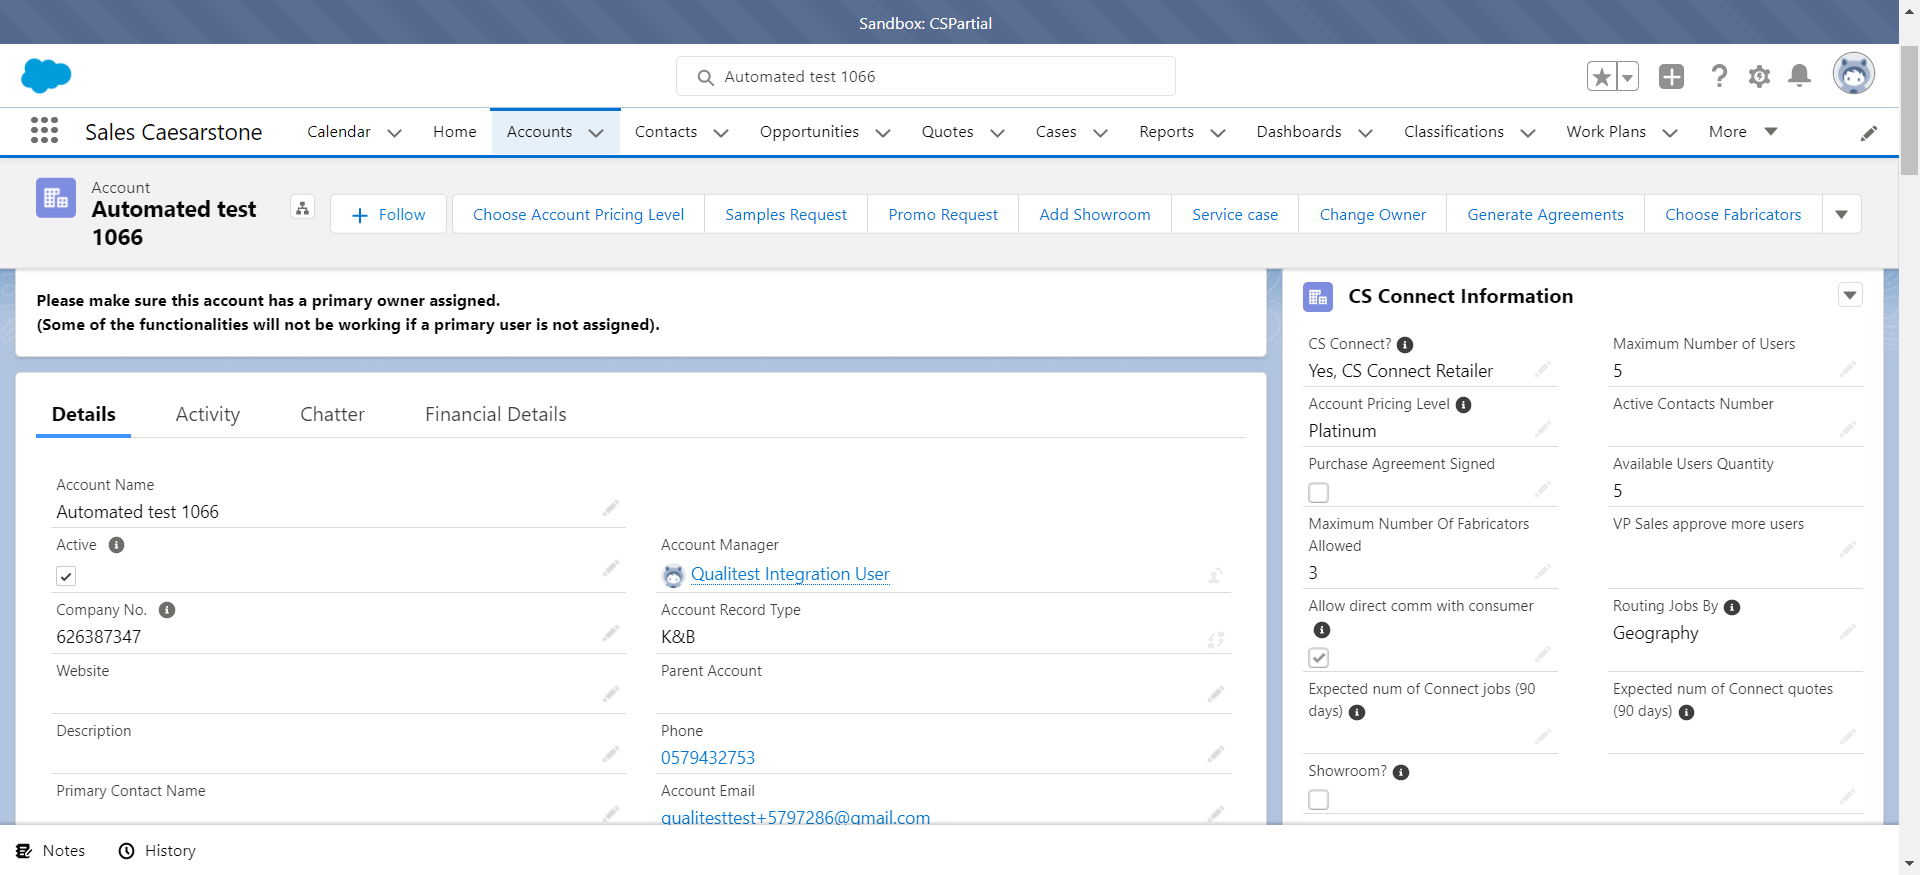 Sandbox: CSPartial
Automated test 1066
Sales Caesarstone
Calendar
Home
Accounts
Contacts
Opportunities
Quotes
Cases
Reports
Dashboards
Classifications
Work Plans
More
Account
Automated test
1066
Follow
Choose Account Pricing Level
Samples Request
Promo Request
Add Showroom
Service case
Change Owner
Generate Agreements
Choose Fabricators
Please make sure this account has a primary owner assigned.
(Some of the functionalities will not be working if a primary user is not assigned).
Details
Activity
Chatter
Financial Details
Account Name
Automated test 1066
Active
Account Manager
Qualitest Integration User
Company No.
626387347
Account Record Type
K&B
Website
Parent Account
Description
Phone
0579432753
Primary Contact Name
Account Email
qualitesttest+5797286@gmail.com
CS Connect Information
CS Connect?
Yes, CS Connect Retailer
Maximum Number of Users
5
Account Pricing Level
Platinum
Active Contacts Number
Purchase Agreement Signed
Available Users Quantity
5
Maximum Number Of Fabricators
Allowed
3
VP Sales approve more users
Allow direct comm with consumer
Routing Jobs By
Geography
Expected num of Connect jobs (90
days)
Expected num of Connect quotes
(90 days)
Showroom?
Notes
History